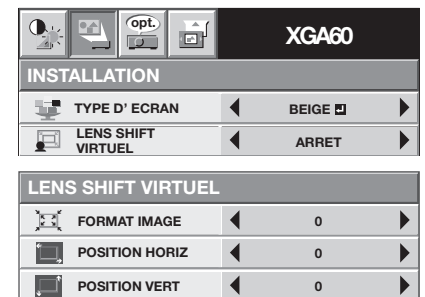 opt.
XGA60
INSTALLATION
TYPE D' ECRAN BEIGE
LENS SHIFT VIRTUEL ARRET
LENS SHIFT VIRTUEL
FORMAT IMAGE 0
POSITION HORIZ 0
POSITION VERT 0